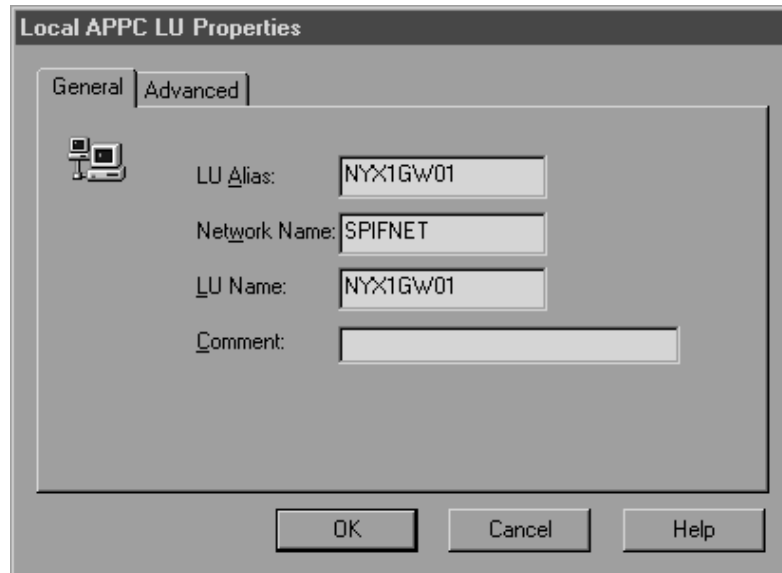 Local APPC LU Properties
General Advanced
LU Alias: NYX1GW01
Network Name: SPIFNET
LU Name: NYX1GW01
Comment:
OK Cancel Help